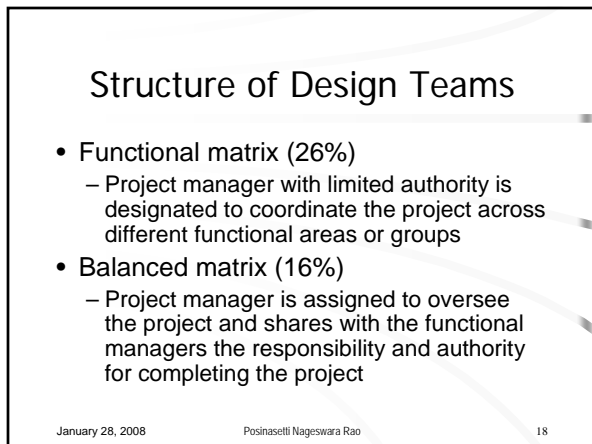 Structure of Design Teams
• Functional matrix (26%)
– Project manager with limited authority is
designated to coordinate the project across
different functional areas or groups
• Balanced matrix (16%)
– Project manager is assigned to oversee
the project and shares with the functional
managers the responsibility and authority
for completing the project
January 28, 2008 Posinasetti Nageswara Rao 18